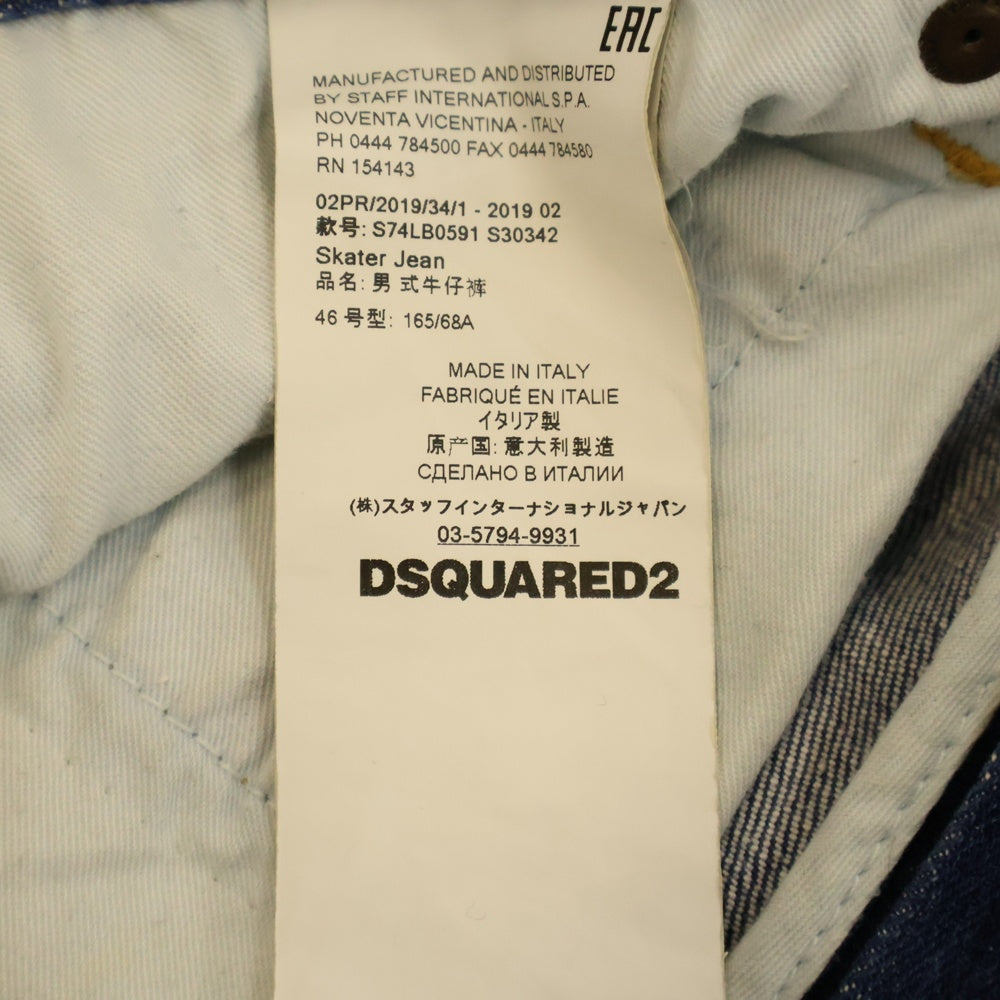 EAC
MANUFACTURED AND DISTRIBUTED
BY STAFF INTERNATIONAL S.P.A.
NOVENTA VICENTINA - ITALY
PH 0444 784500 FAX 0444 784580
RN 154143
02PR/2019/34/1 - 2019 02
款号: S74LB0591 S30342
Skater Jean
品名: 男 式牛仔裤
46 号型: 165/68A
MADE IN ITALY
FABRIQUÉ EN ITALIE
イタリア製
原产国: 意大利製造
СДЕЛАНО В ИТАЛИИ
(株)スタッフインターナショナルジャパン
03-5794-9931
DSQUARED2